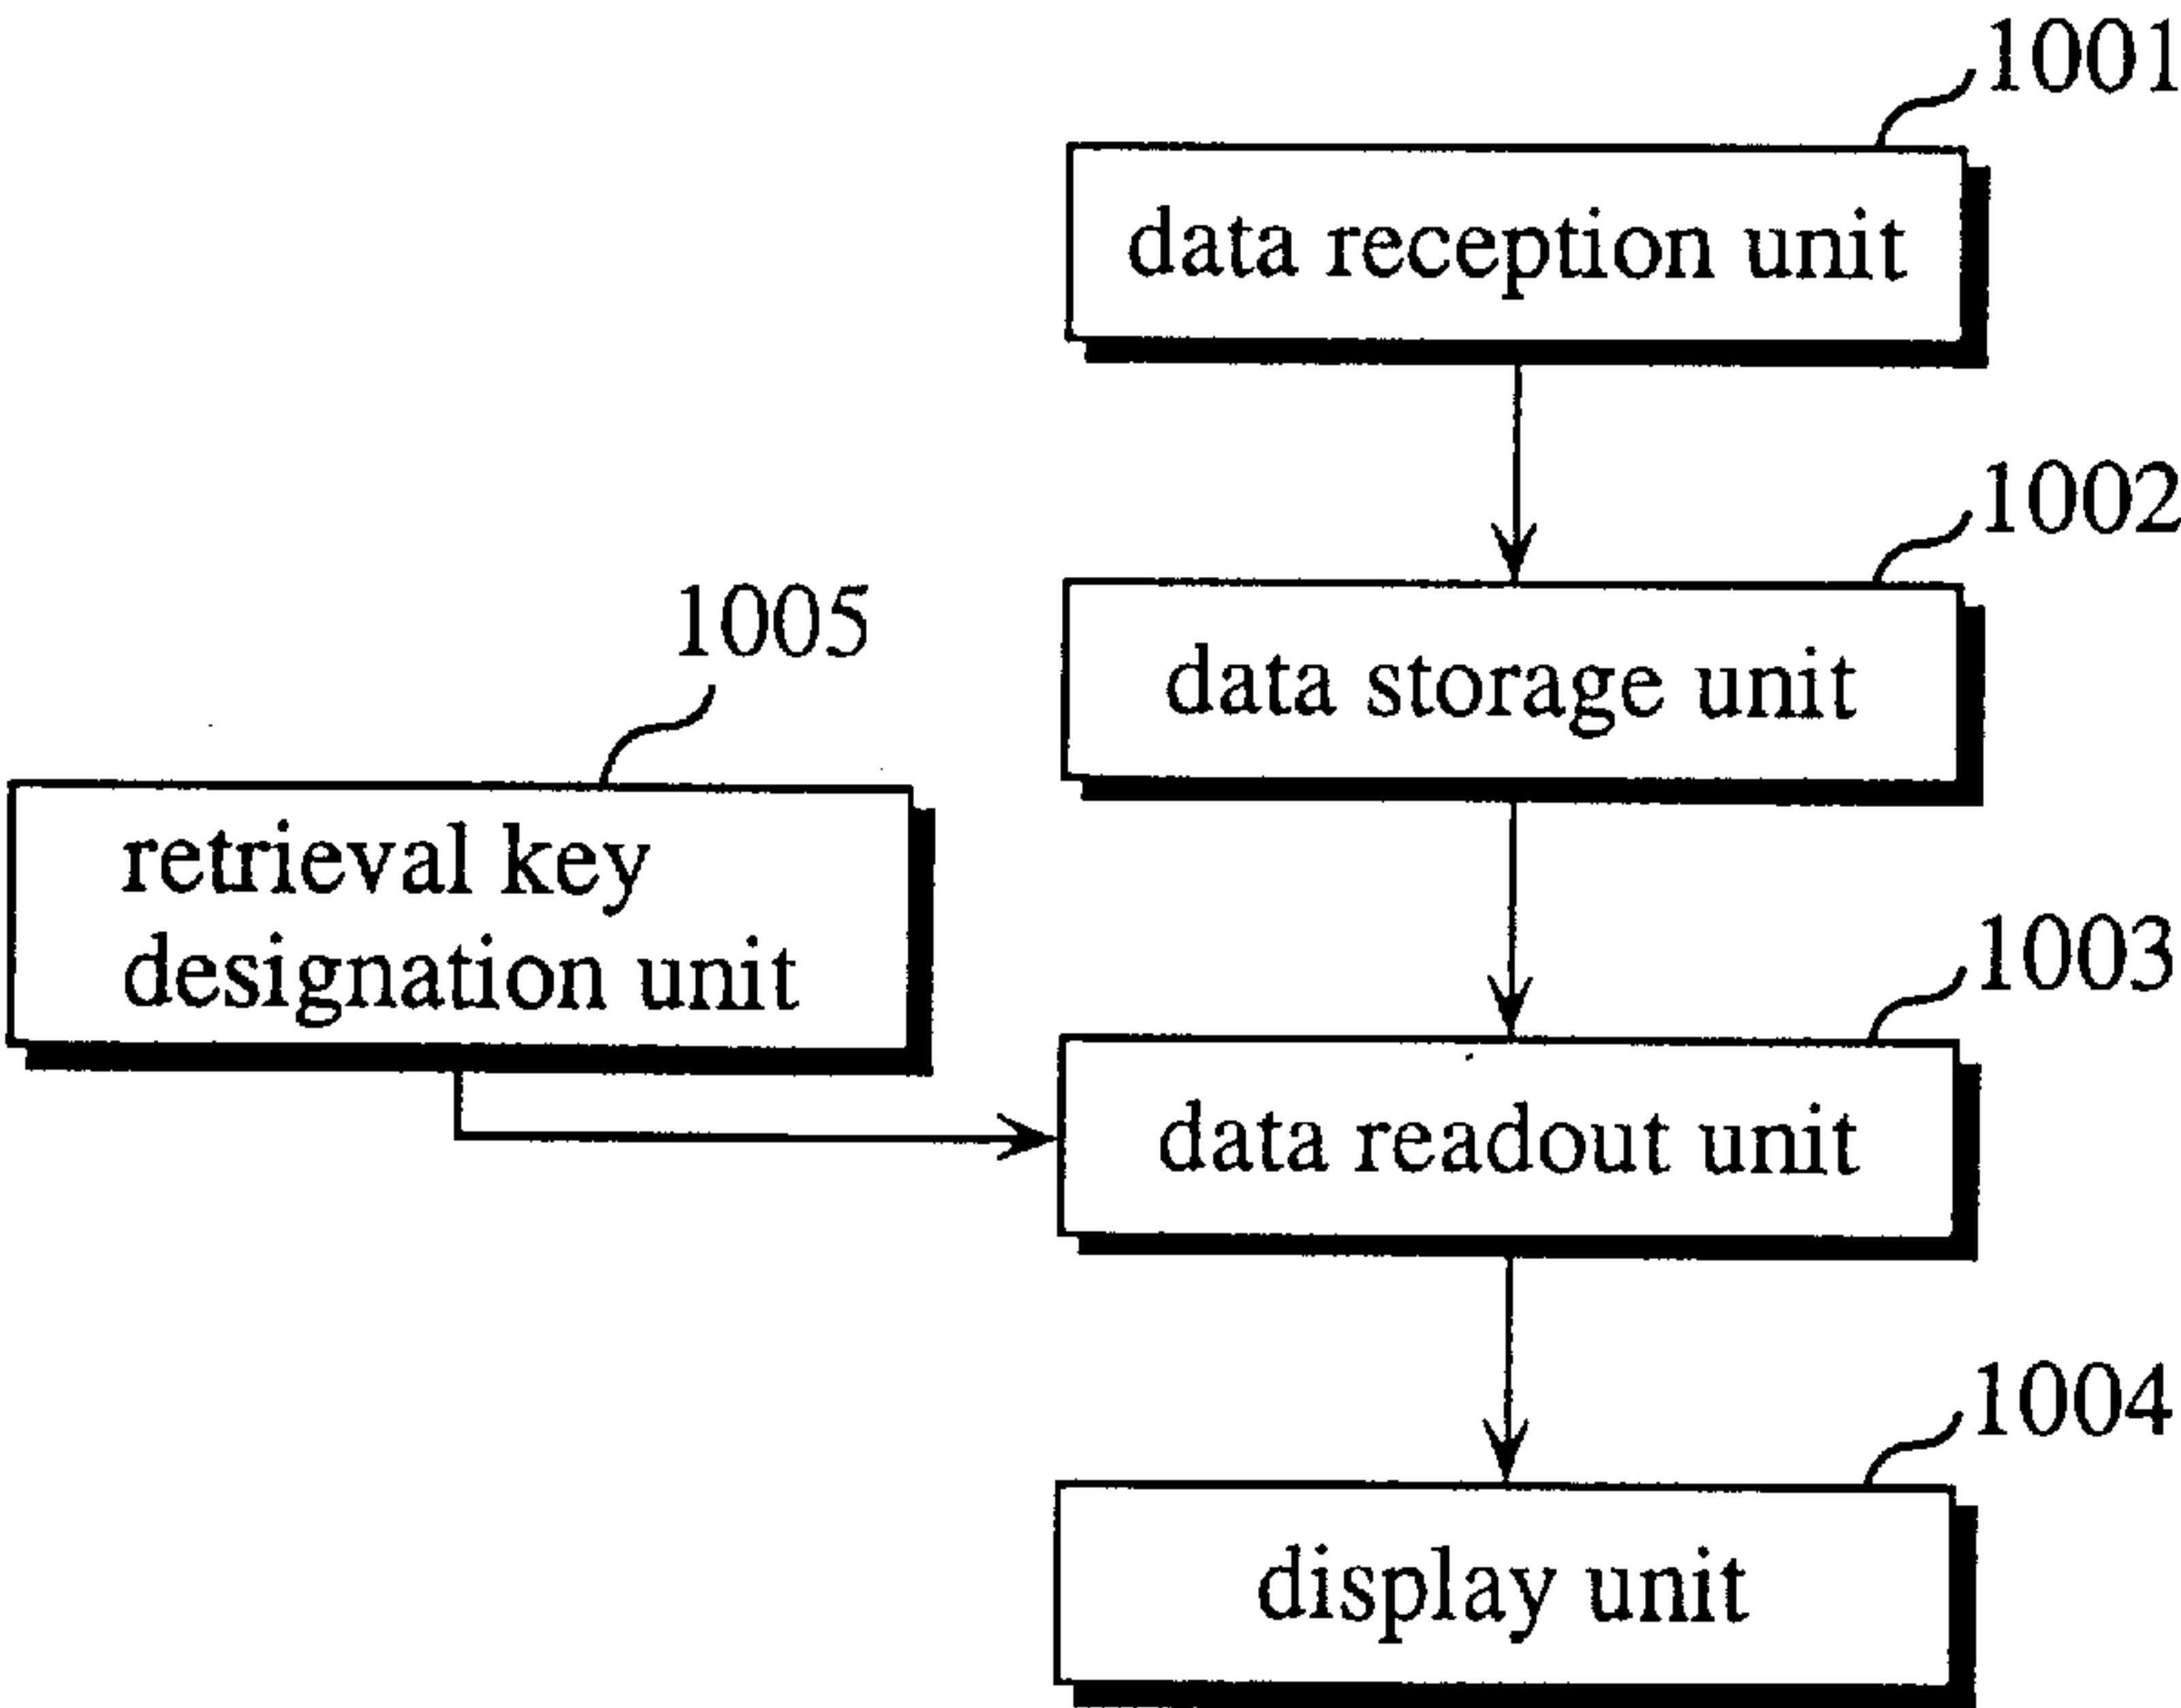 1001
data reception unit
1002
data storage unit
1005
retrieval key
designation unit
1003
data readout unit
1004
display unit